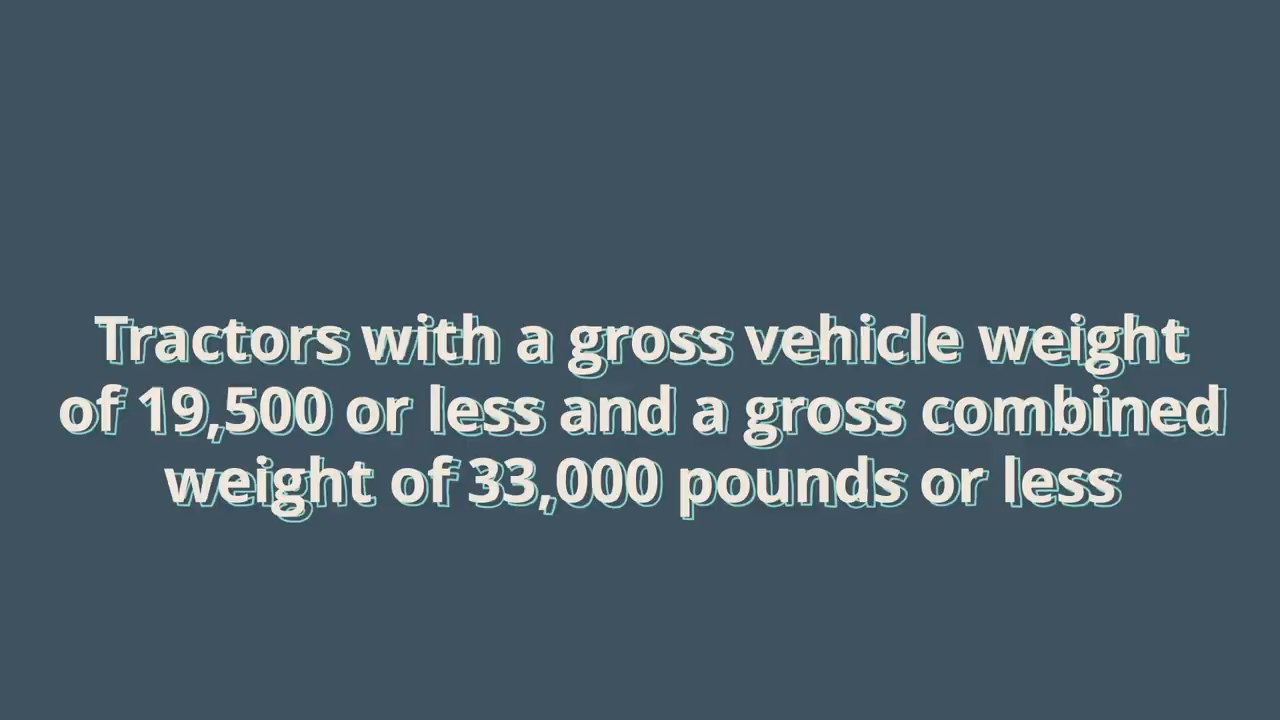 Tractors with a gross vehicle weight
of 19,500 or less and a gross combined
weight of 33,000 pounds or less